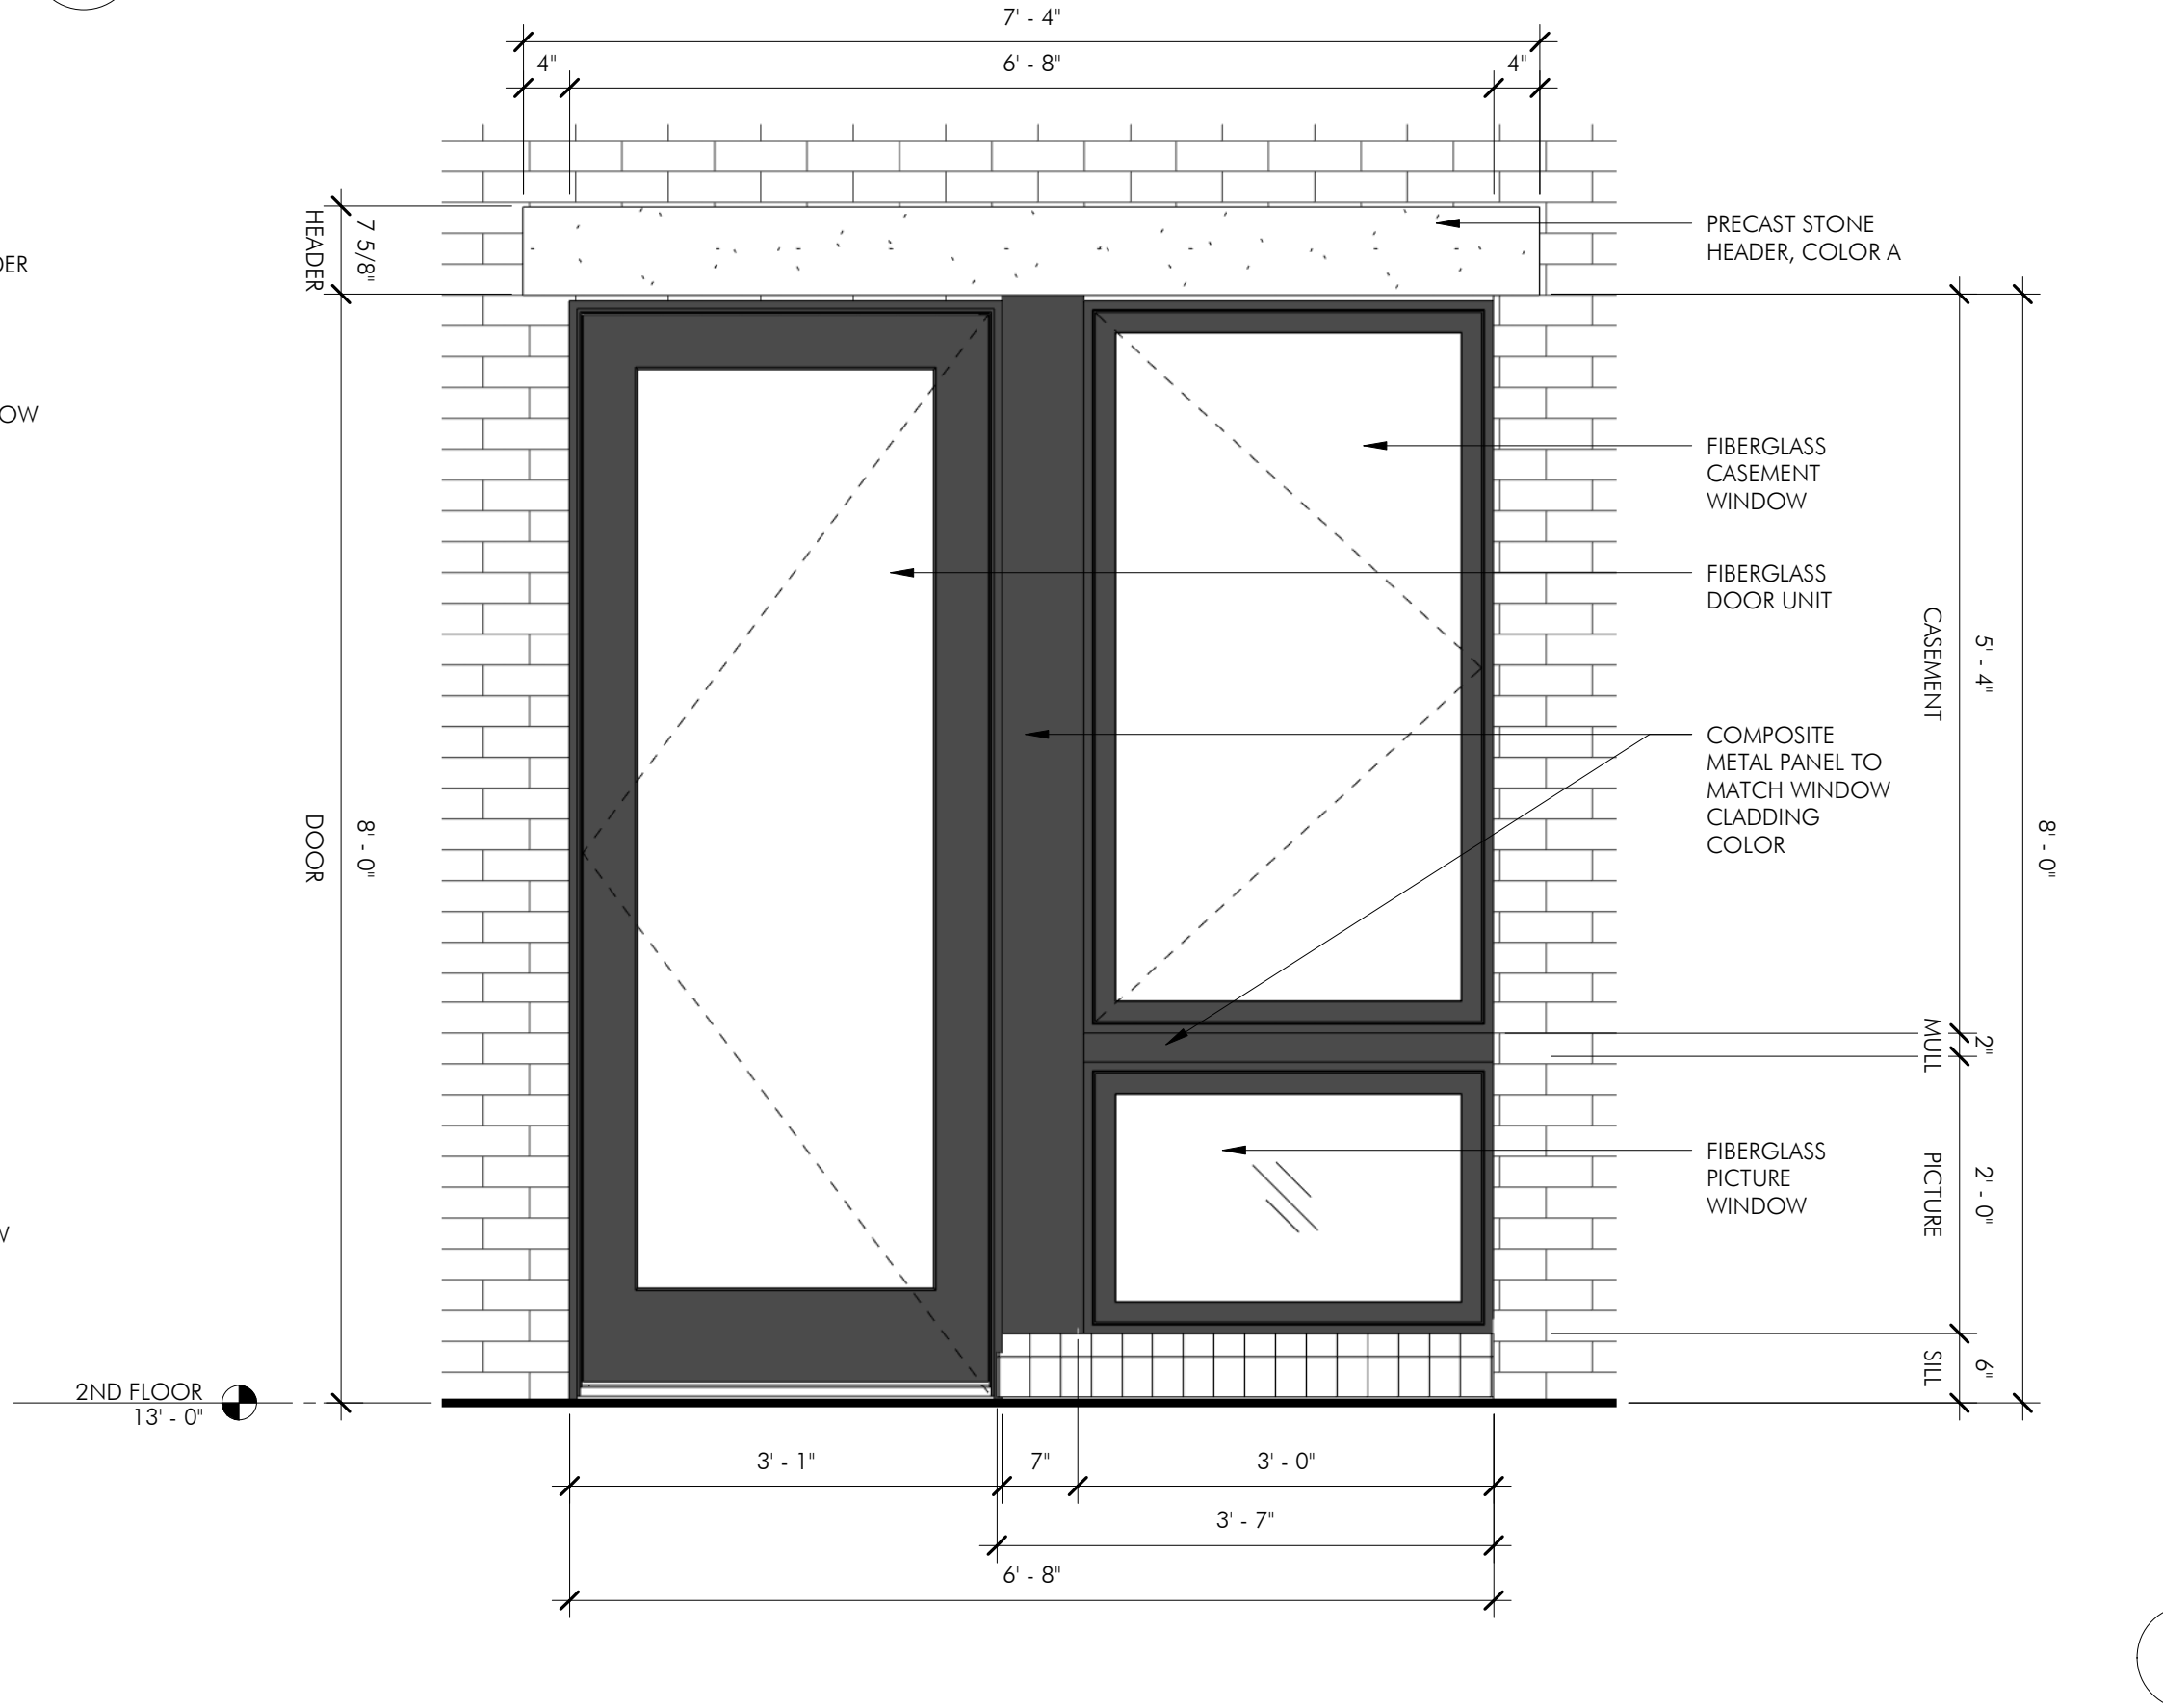 7' - 4"
4"
6' - 8"
4"
HEADER
7 5/8"
DER
OW
W
DOOR
8' - 0"
2ND FLOOR
13' - 0"
PRECAST STONE
HEADER, COLOR A
FIBERGLASS
CASEMENT
WINDOW
FIBERGLASS
DOOR UNIT
COMPOSITE
METAL PANEL TO
MATCH WINDOW
CLADDING
COLOR
FIBERGLASS
PICTURE
WINDOW
CASEMENT
5' - 4"
MULL
2"
PICTURE
2' - 0"
SILL
6"
8' - 0"
3' - 1"
7"
3' - 0"
3' - 7"
6' - 8"